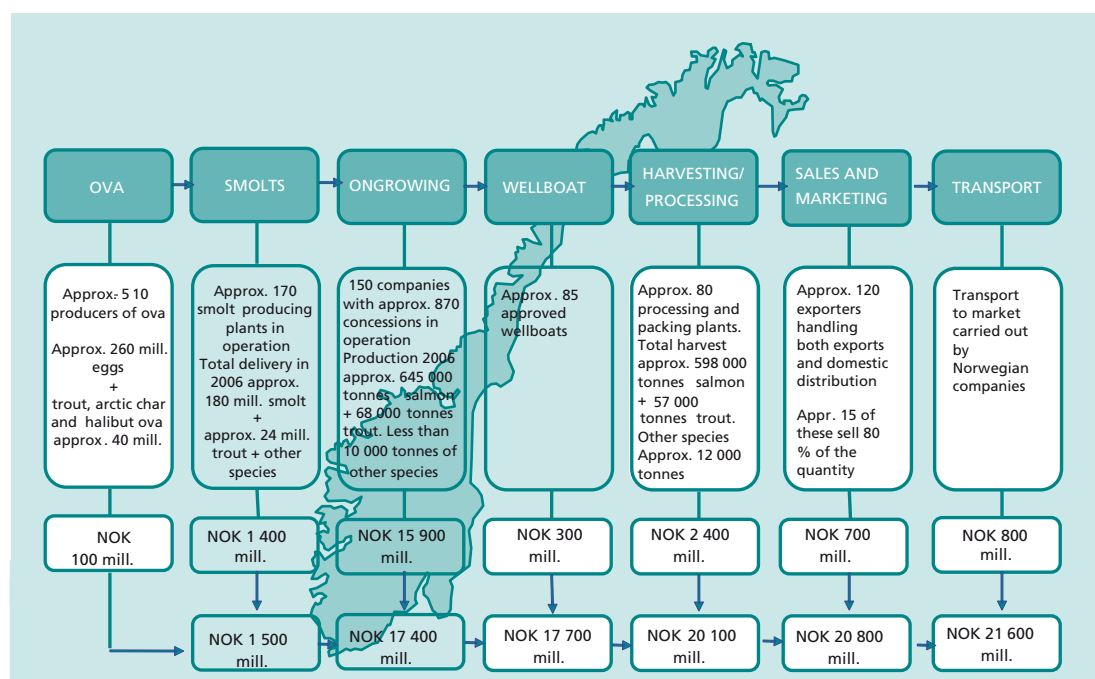 OVA
SMOLTS
ONGROWING
WELLBOAT
HARVESTING/
PROCESSING
SALES AND
MARKETING
TRANSPORT
Approx. 5 10
producers of ova
Approx. 260 mill.
eggs
+
trout, arctic char
and halibut ova
approx. 40 mill.
Approx. 170
smolt producing
plants in
operation
Total delivery in
2006 approx.
180 mill. smolt
+
approx. 24 mill.
trout + other
species
150 companies
with approx. 870
concessions in
operation
Production 2006
approx. 645 000
tonnes salmon
+ 68 000 tonnes
trout. Less than
10 000 tonnes of
other species
Approx. 85
approved
wellboats
Approx. 80
processing and
packing plants.
Total harvest
approx. 598 000
tonnes salmon
+ 57 000
tonnes trout.
Other species
Approx. 12 000
tonnes
Approx. 120
exporters
handling
both exports
and domestic
distribution
Appr. 15 of
these sell 80
% of the
quantity
Transport
to market
carried out
by
Norwegian
companies
NOK
100 mill.
NOK 1 400
mill.
NOK 15 900
mill.
NOK 300
mill.
NOK 2 400
mill.
NOK 700
mill.
NOK 800
mill.
NOK 1 500
mill.
NOK 17 400
mill.
NOK 17 700
mill.
NOK 20 100
mill.
NOK 20 800
mill.
NOK 21 600
mill.